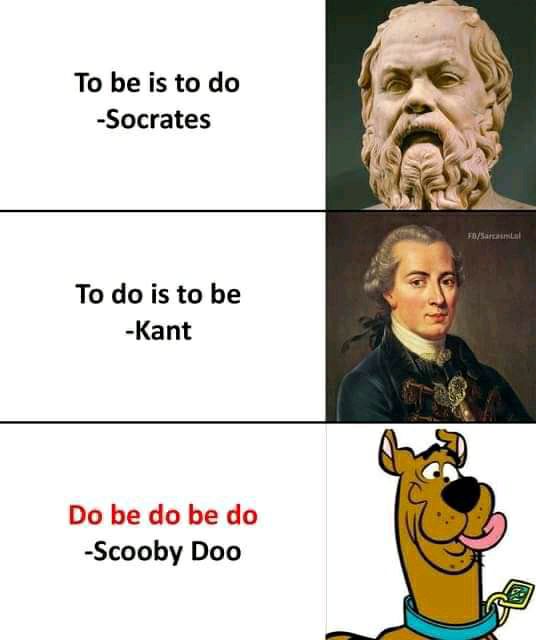 To be is to do
-Socrates
FB/SarcasmLol
To do is to be
-Kant
Do be do be do
-Scooby Doo